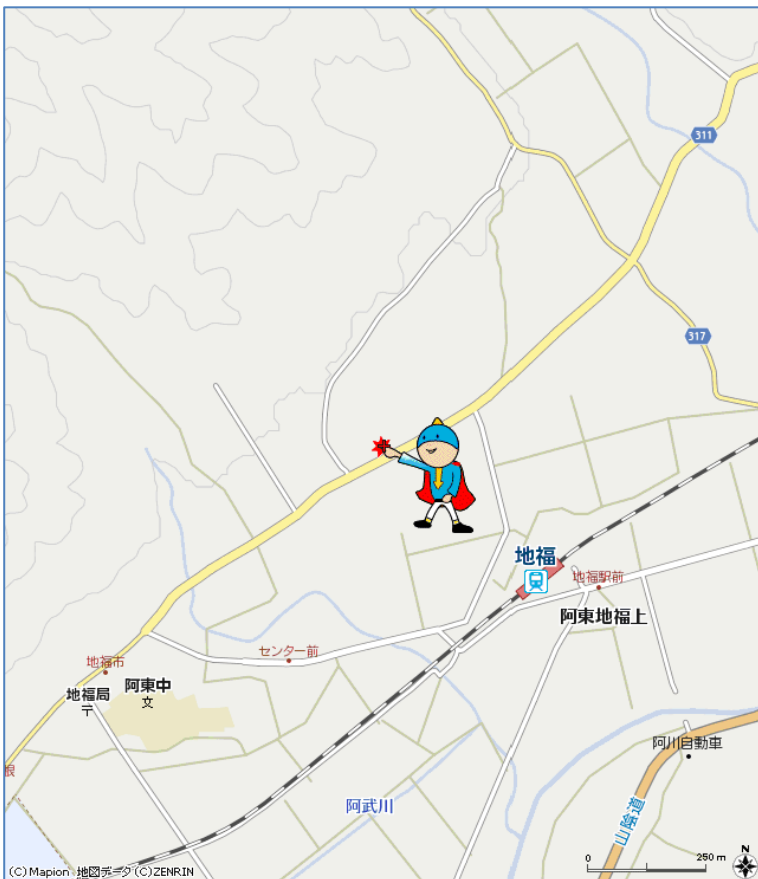 311
317
地福
地福駅前
阿東地福上
センター前
地福市
阿東中
地福局
〒
文
根
阿川自動車
阿武川
山陰道
0
250 m
N
(C)Mapion 地図データ(C)ZENRIN